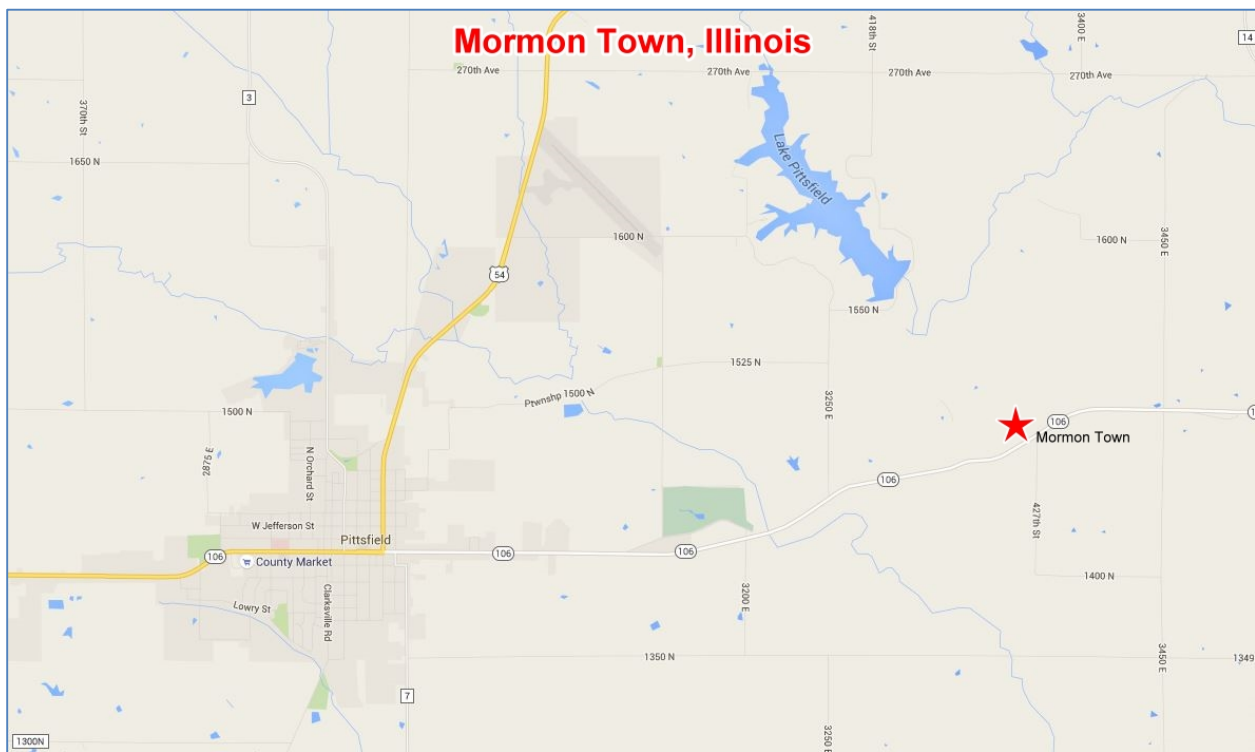 Mormon Town, Illinois
3400 E
418th St
14
270th Ave
270th Ave
270th Ave
3
370th St
Lake Pittsfield
1650 N
1600 N
1600 N
3450 E
54
1550 N
1525 N
Ptwnshp 1500 N
3250 E
1500 N
106
Mormon Town
N Orchard St
2875 E
106
427th St
W Jefferson St
Pittsfield
106
106
106
County Market
1400 N
3200 E
Lowry St
Clarksville Rd
1350 N
3450 E
1349
7
1300N
3250 E